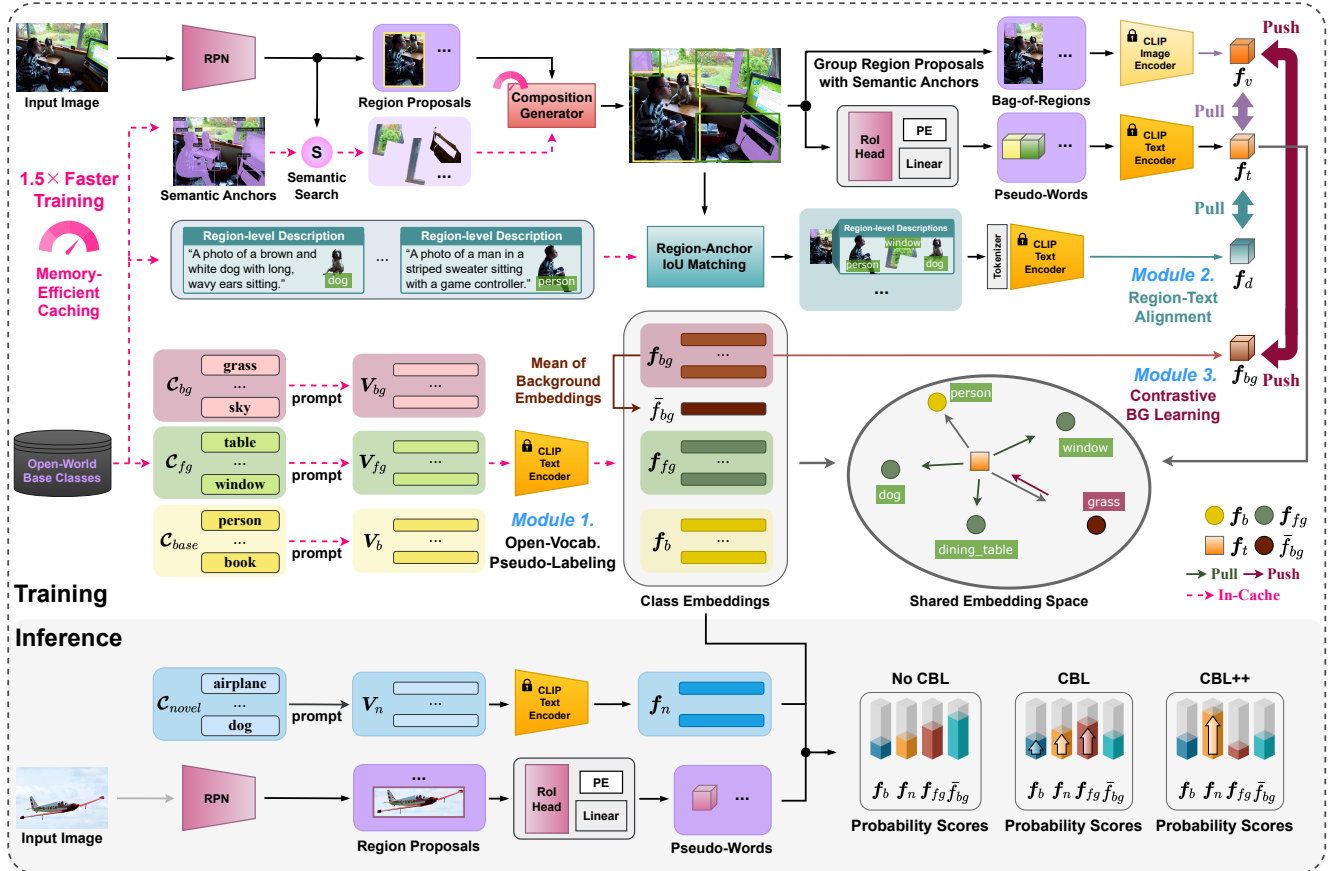 Input Image
RPN
...
Region Proposals
Composition
Generator
Group Region Proposals
with Semantic Anchors
...
Bag-of-Regions
CLIP
Image
Encoder
f_v
Push
Pull
RoI
Head
PE
Linear
...
Pseudo-Words
CLIP
Text
Encoder
f_t
Pull
1.5× Faster
Training
Memory-
Efficient
Caching
Semantic Anchors
S
Semantic
Search
...
Region-level Description
"A photo of a brown and
white dog with long,
wavy ears sitting."
dog
...
Region-level Description
"A photo of a man in a
striped sweater sitting
with a game controller."
person
Region-Anchor
IoU Matching
Region-level Descriptions
person
window
dog
...
Tokenizer
CLIP
Text
Encoder
Module 2.
Region-Text
Alignment
f_d
Open-World
Base Classes
C_bg
grass
...
sky
prompt
V_bg
...
Mean of
Background
Embeddings
f_bg
...
f̄_bg
Module 3.
Contrastive
BG Learning
f_bg
Push
C_fg
table
...
window
prompt
V_fg
...
CLIP
Text
Encoder
f_fg
...
C_base
person
...
book
prompt
V_b
...
Module 1.
Open-Vocab.
Pseudo-Labeling
f_b
...
Class Embeddings
person
window
dog
grass
dining_table
Shared Embedding Space
f_b
f_fg
f_t
f̄_bg
Pull
Push
In-Cache
Training
Inference
C_novel
airplane
...
dog
prompt
V_n
...
CLIP
Text
Encoder
f_n
Input Image
RPN
...
Region Proposals
RoI
Head
PE
Linear
...
Pseudo-Words
No CBL
f_b f_n f_fg f̄_bg
Probability Scores
CBL
f_b f_n f_fg f̄_bg
Probability Scores
CBL++
f_b f_n f_fg f̄_bg
Probability Scores